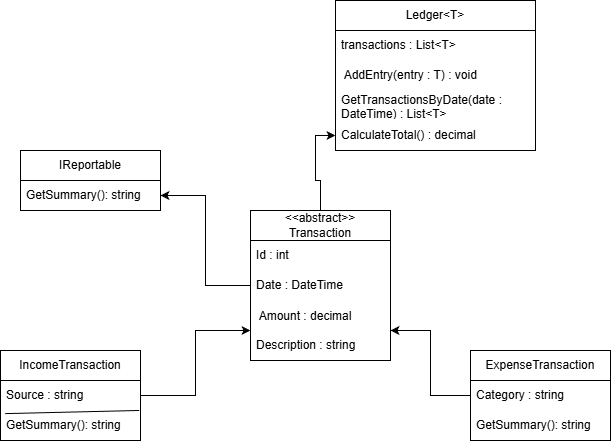 Ledger<T>
transactions : List<T>
AddEntry(entry : T) : void
GetTransactionsByDate(date :
DateTime) : List<T>
CalculateTotal() : decimal
IReportable
GetSummary(): string
<<abstract>>
Transaction
Id : int
Date : DateTime
Amount : decimal
Description : string
IncomeTransaction
Source : string
GetSummary(): string
ExpenseTransaction
Category : string
GetSummary(): string